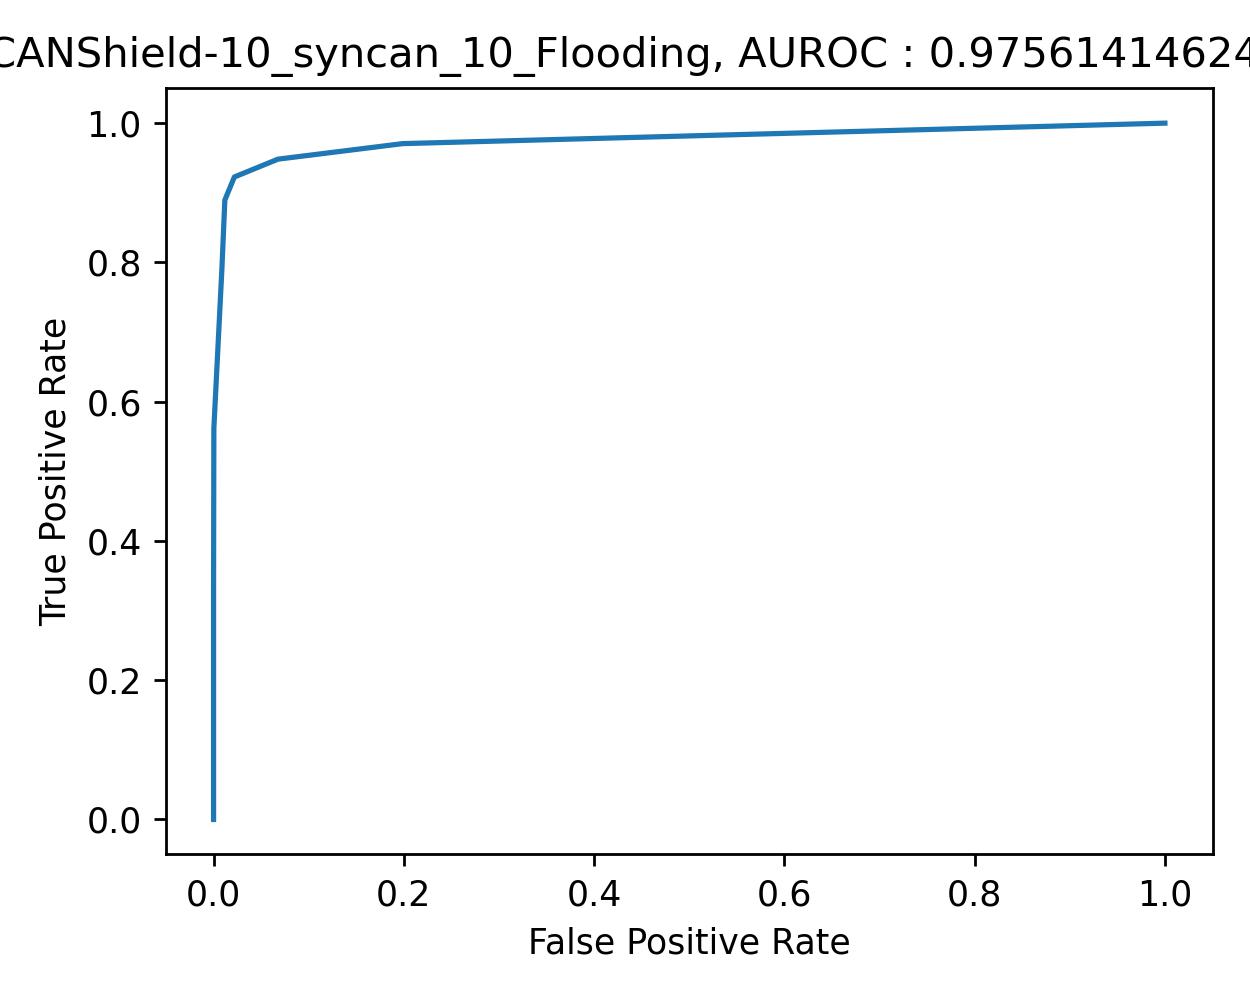 CANShield-10_syncan_10_Flooding, AUROC : 0.97561414624
1.0
0.8
0.6
0.4
0.2
0.0
True Positive Rate
0.0 0.2 0.4 0.6 0.8 1.0
False Positive Rate